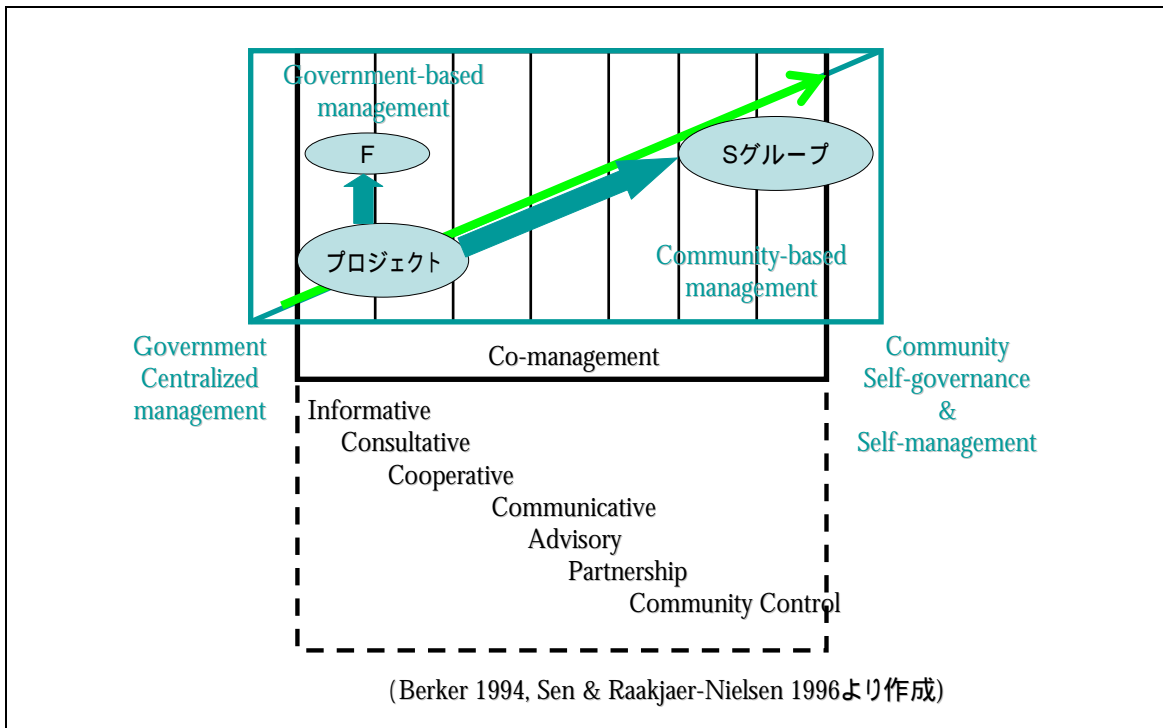 Government-based
management
F
Sグループ
プロジェクト
Community-based
management
Government
Centralized
management
Co-management
Community
Self-governance
&
Self-management
Informative
Consultative
Cooperative
Communicative
Advisory
Partnership
Community Control
(Berker 1994, Sen & Raakjaer-Nielsen 1996より作成)